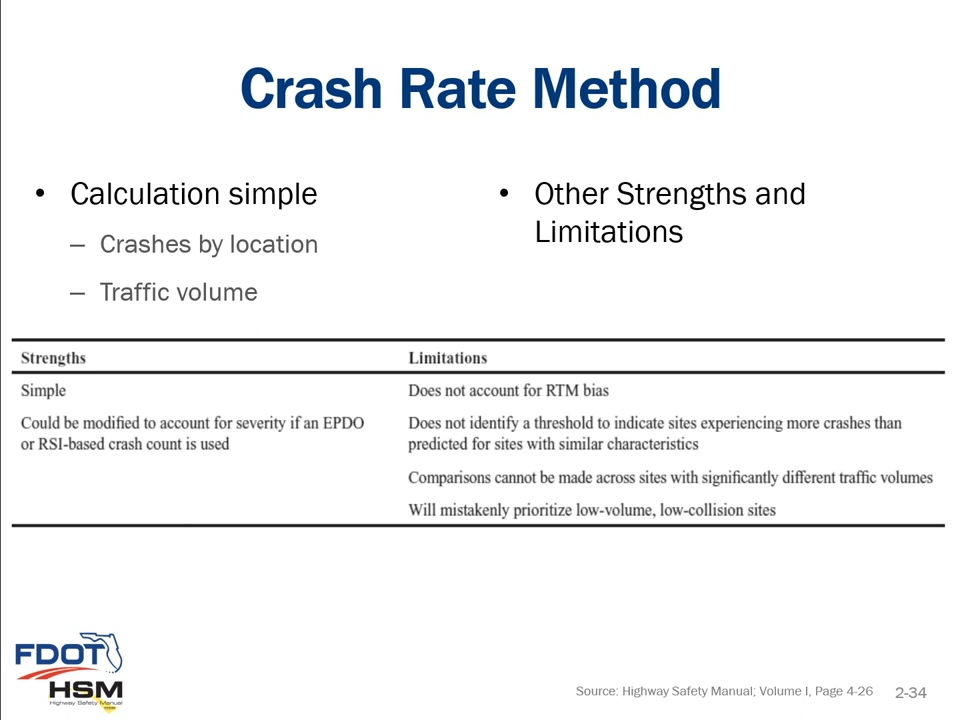 Crash Rate Method
• Calculation simple
– Crashes by location
– Traffic volume
• Other Strengths and
Limitations
Strengths
Limitations
Simple
Does not account for RTM bias
Could be modified to account for severity if an EPDO
or RSI-based crash count is used
Does not identify a threshold to indicate sites experiencing more crashes than
predicted for sites with similar characteristics
Comparisons cannot be made across sites with significantly different traffic volumes
Will mistakenly prioritize low-volume, low-collision sites
FDOT
HSM
Highway Safety Manual
Source: Highway Safety Manual; Volume I, Page 4-26
2-34